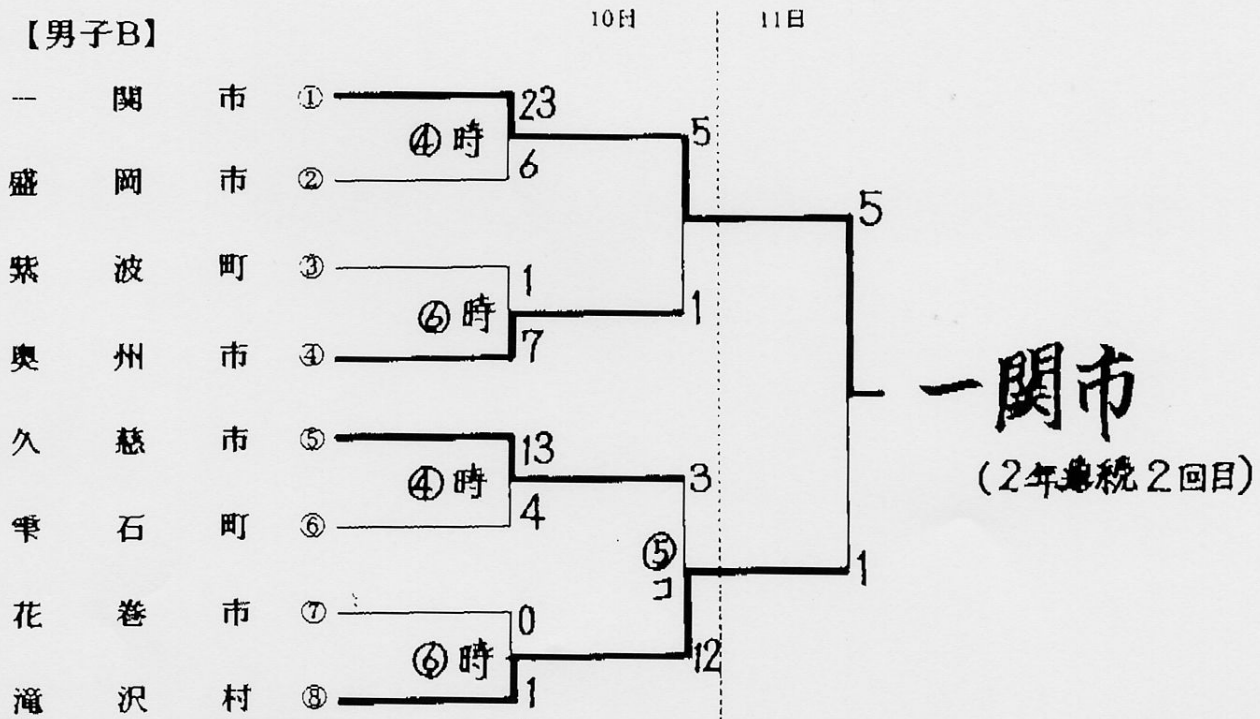 10日 11日
【男子B】
一関市 ① 23
④時 5
盛岡市 ② 6
5
紫波町 ③ 1
⑥時 1
奥州市 ④ 7
一関市
久慈市 ⑤ 13
(2年連続2回目)
④時 3
雫石町 ⑥ 4
⑤
コ 1
花巻市 ⑦ 0
⑥時 12
滝沢村 ⑧ 1